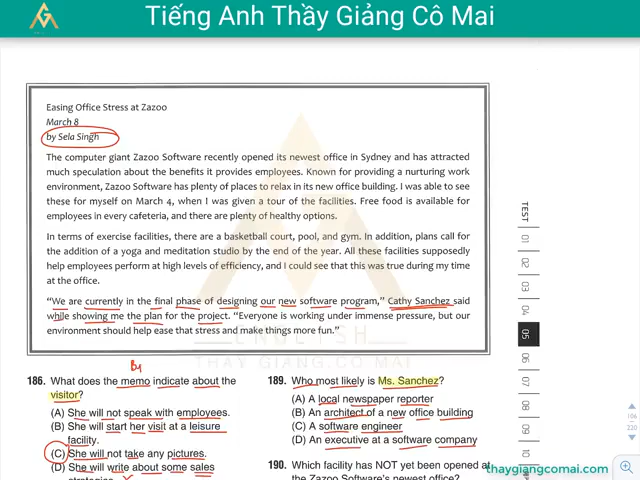 Tiếng Anh Thầy Giảng Cô Mai
Easing Office Stress at Zazoo
March 8
by Sela Singh
The computer giant Zazoo Software recently opened its newest office in Sydney and has attracted
much speculation about the benefits it provides employees. Known for providing a nurturing work
environment, Zazoo Software has plenty of places to relax in its new office building. I was able to see
these for myself on March 4, when I was given a tour of the facilities. Free food is available for
employees in every cafeteria, and there are plenty of healthy options.
In terms of exercise facilities, there are a basketball court, pool, and gym. In addition, plans call for
the addition of a yoga and meditation studio by the end of the year. All these facilities supposedly
help employees perform at high levels of efficiency, and I could see that this was true during my time
at the office.
“We are currently in the final phase of designing our new software program,” Cathy Sanchez said
while showing me the plan for the project. “Everyone is working under immense pressure, but our
environment should help ease that stress and make things more fun.”
ENGLISH
THAY GIANG CO.MAI
186. What does the memo indicate about the
visitor?
(A) She will not speak with employees.
(B) She will start her visit at a leisure
facility.
(C) She will not take any pictures.
(D) She will write about some sales
strategies.
189. Who most likely is Ms. Sanchez?
(A) A local newspaper reporter
(B) An architect of a new office building
(C) A software engineer
(D) An executive at a software company
190. Which facility has NOT yet been opened at
the Zazoo Software's newest office?
TEST
01
02
03
04
05
06
07
08
09
10
106
220
thaygiangcomai.com